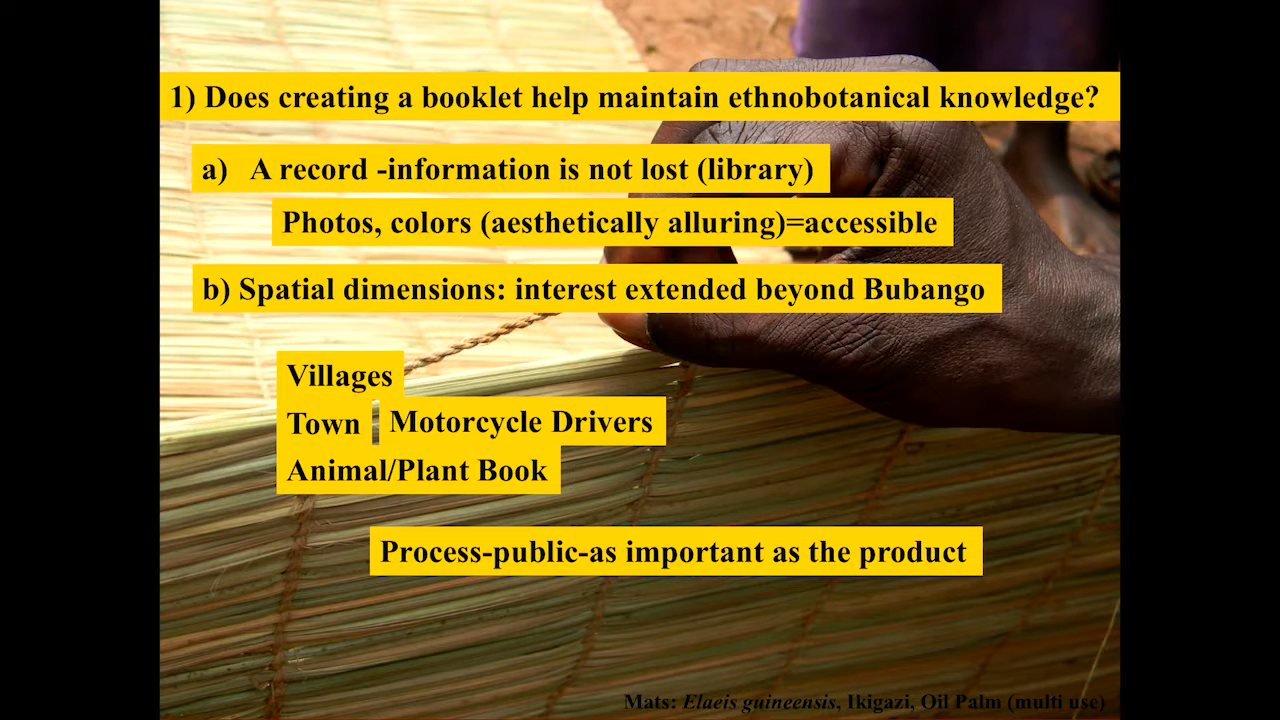 1) Does creating a booklet help maintain ethnobotanical knowledge?
a) A record -information is not lost (library)
Photos, colors (aesthetically alluring)=accessible
b) Spatial dimensions: interest extended beyond Bubango
Villages
Town Motorcycle Drivers
Animal/Plant Book
Process-public-as important as the product
Mats: Elaeis guineensis, Ikigazi, Oil Palm (multi use)